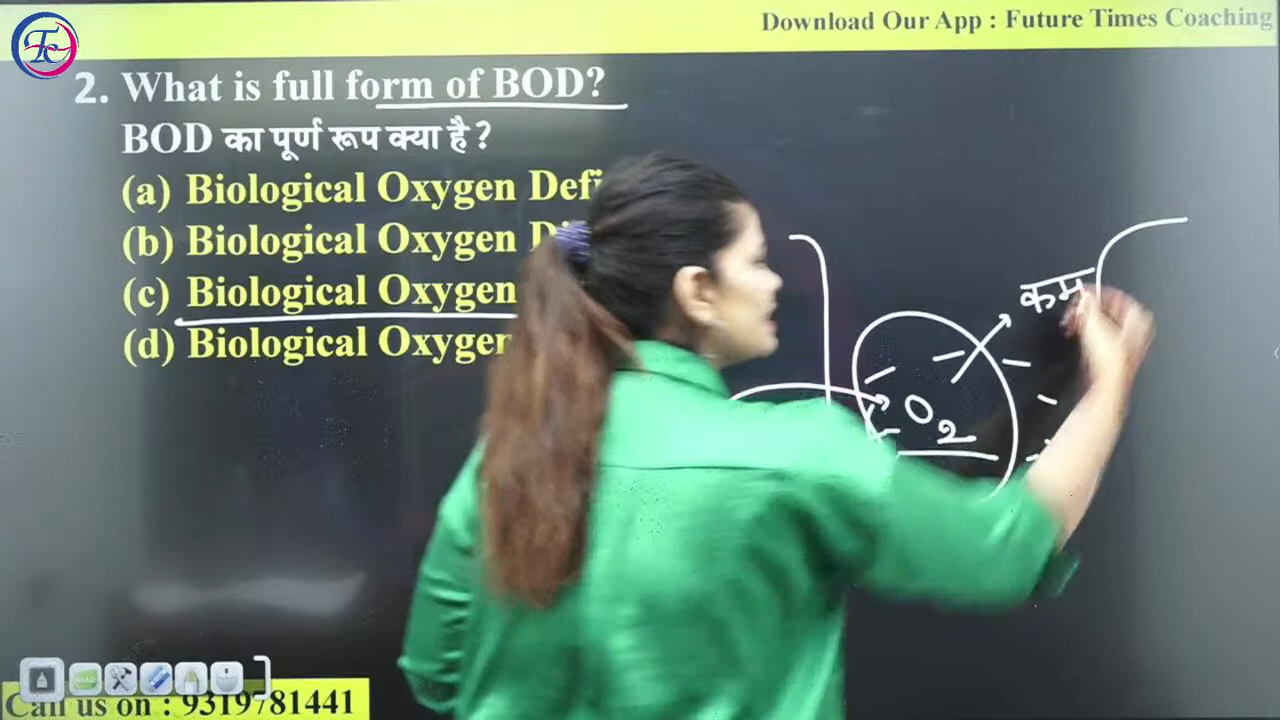 Download Our App : Future Times Coaching
Tc
2. What is full form of BOD?
BOD का पूर्ण रूप क्या है ?
(a) Biological Oxygen Defi
(b) Biological Oxygen
(c) Biological Oxygen
(d) Biological Oxygen
कम
O2
Call us on : 9319781441